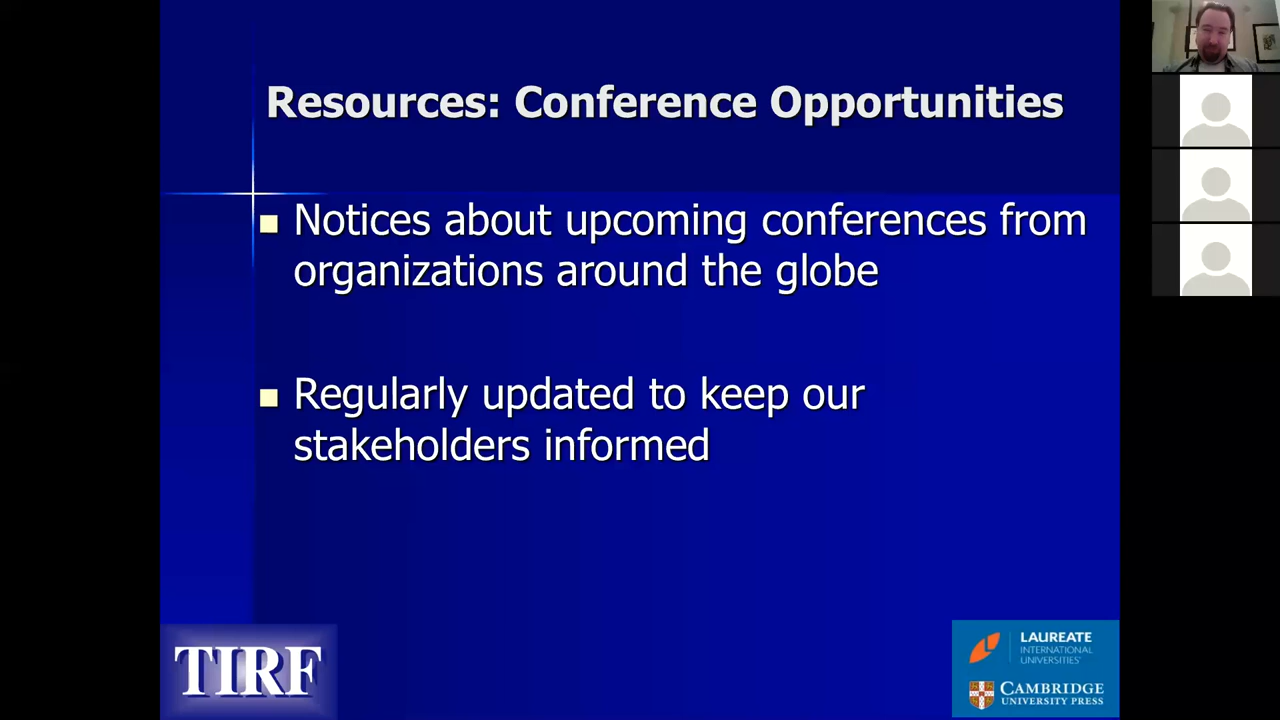 Resources: Conference Opportunities
Notices about upcoming conferences from
organizations around the globe
Regularly updated to keep our
stakeholders informed
TIRF
LAUREATE
INTERNATIONAL
UNIVERSITIES
CAMBRIDGE
UNIVERSITY PRESS